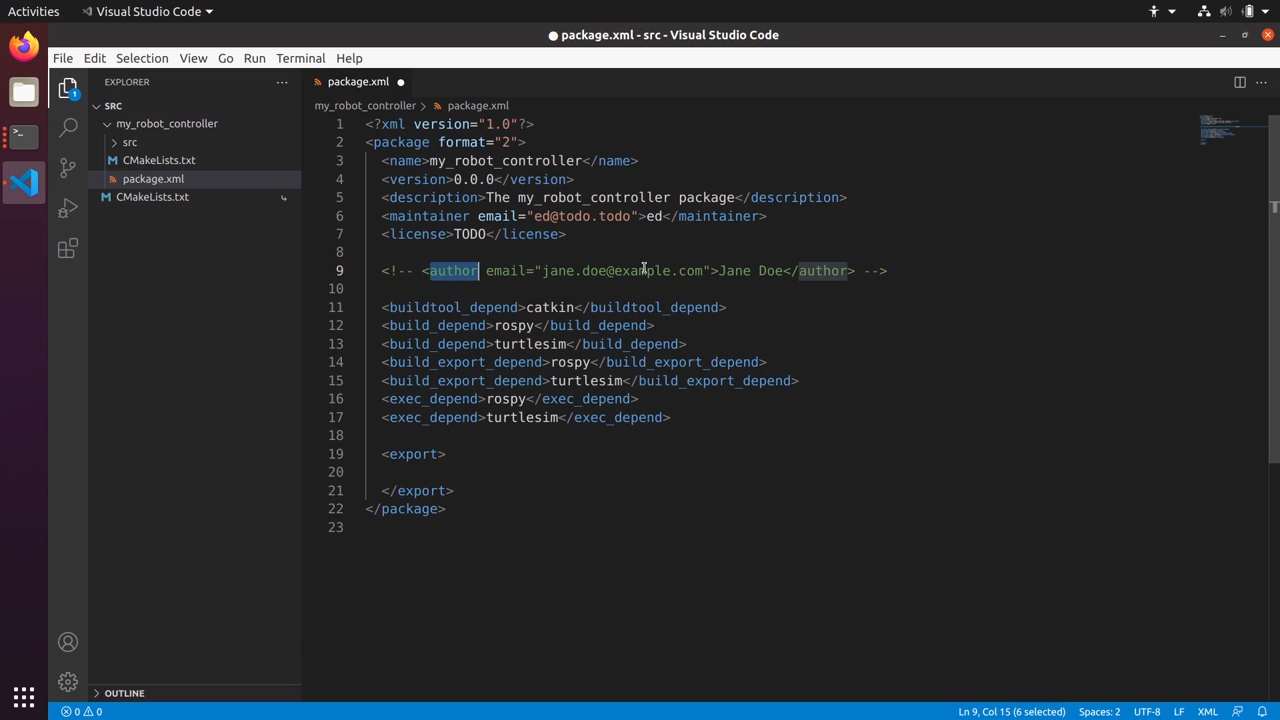 Activities
Visual Studio Code
package.xml - src - Visual Studio Code
File Edit Selection View Go Run Terminal Help
EXPLORER
package.xml
SRC
my_robot_controller > package.xml
my_robot_controller
src
CMakeLists.txt
package.xml
CMakeLists.txt
1
1 <?xml version="1.0"?>
2 <package format="2">
3 <name>my_robot_controller</name>
4 <version>0.0.0</version>
5 <description>The my_robot_controller package</description>
6 <maintainer email="ed@todo.todo">ed</maintainer>
7 <license>TODO</license>
8
9 <!-- <author email="jane.doe@example.com">Jane Doe</author> -->
10
11 <buildtool_depend>catkin</buildtool_depend>
12 <build_depend>rospy</build_depend>
13 <build_depend>turtlesim</build_depend>
14 <build_export_depend>rospy</build_export_depend>
15 <build_export_depend>turtlesim</build_export_depend>
16 <exec_depend>rospy</exec_depend>
17 <exec_depend>turtlesim</exec_depend>
18
19 <export>
20
21 </export>
22 </package>
23
OUTLINE
0 0 Ln 9, Col 15 (6 selected) Spaces: 2 UTF-8 LF XML